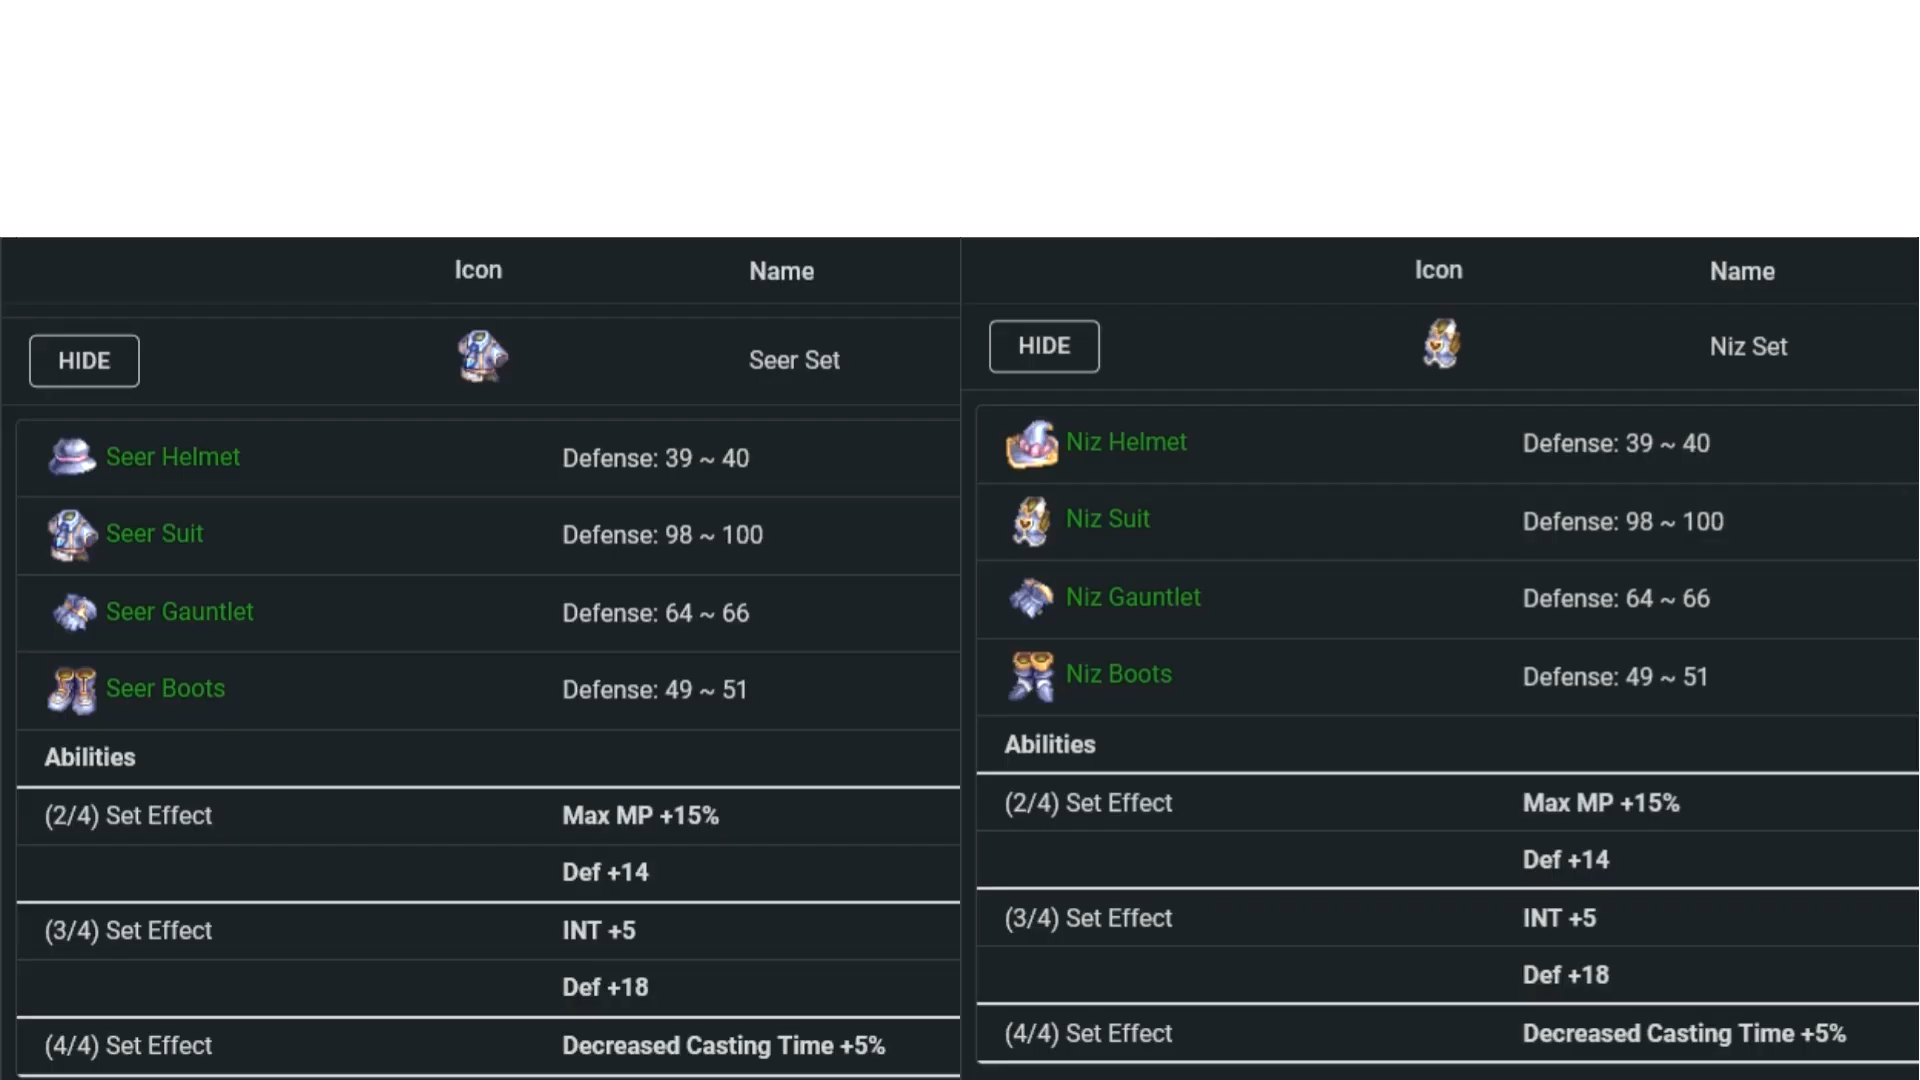 Icon Name
HIDE Seer Set
Seer Helmet Defense: 39 ~ 40
Seer Suit Defense: 98 ~ 100
Seer Gauntlet Defense: 64 ~ 66
Seer Boots Defense: 49 ~ 51
Abilities
(2/4) Set Effect Max MP +15%
Def +14
(3/4) Set Effect INT +5
Def +18
(4/4) Set Effect Decreased Casting Time +5%
Icon Name
HIDE Niz Set
Niz Helmet Defense: 39 ~ 40
Niz Suit Defense: 98 ~ 100
Niz Gauntlet Defense: 64 ~ 66
Niz Boots Defense: 49 ~ 51
Abilities
(2/4) Set Effect Max MP +15%
Def +14
(3/4) Set Effect INT +5
Def +18
(4/4) Set Effect Decreased Casting Time +5%